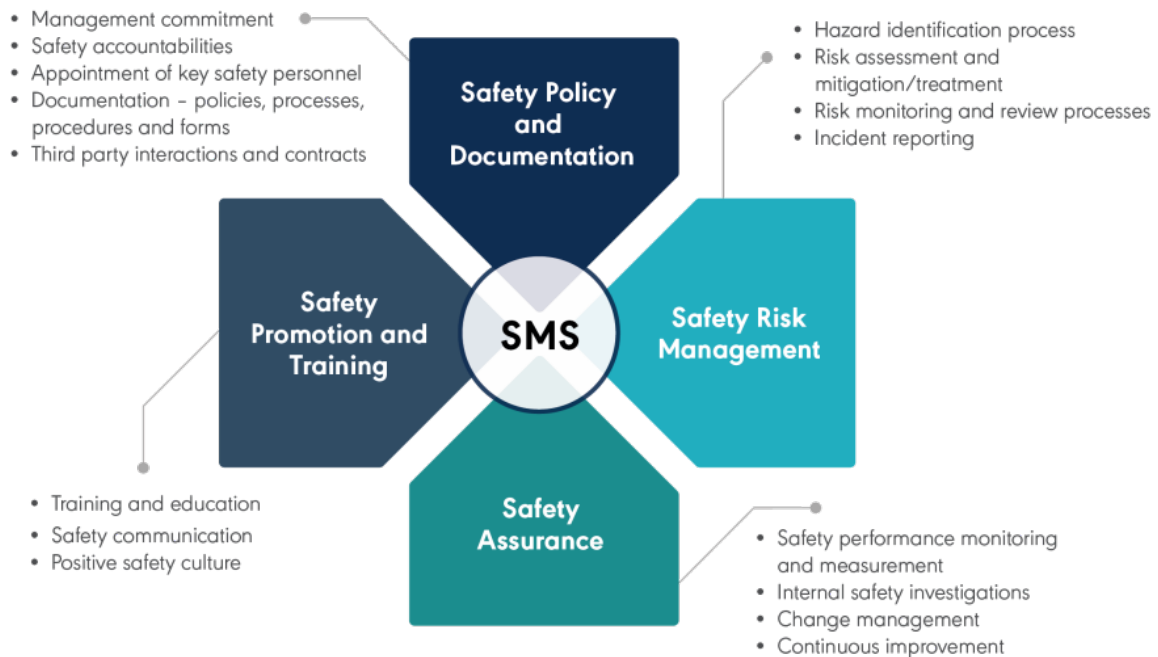 • Management commitment
• Safety accountabilities
• Appointment of key safety personnel
• Documentation – policies, processes,
procedures and forms
• Third party interactions and contracts
Safety Policy
and
Documentation
• Hazard identification process
• Risk assessment and
mitigation/treatment
• Risk monitoring and review processes
• Incident reporting
Safety
Promotion and
Training
SMS
Safety Risk
Management
Safety
Assurance
• Training and education
• Safety communication
• Positive safety culture
• Safety performance monitoring
and measurement
• Internal safety investigations
• Change management
• Continuous improvement